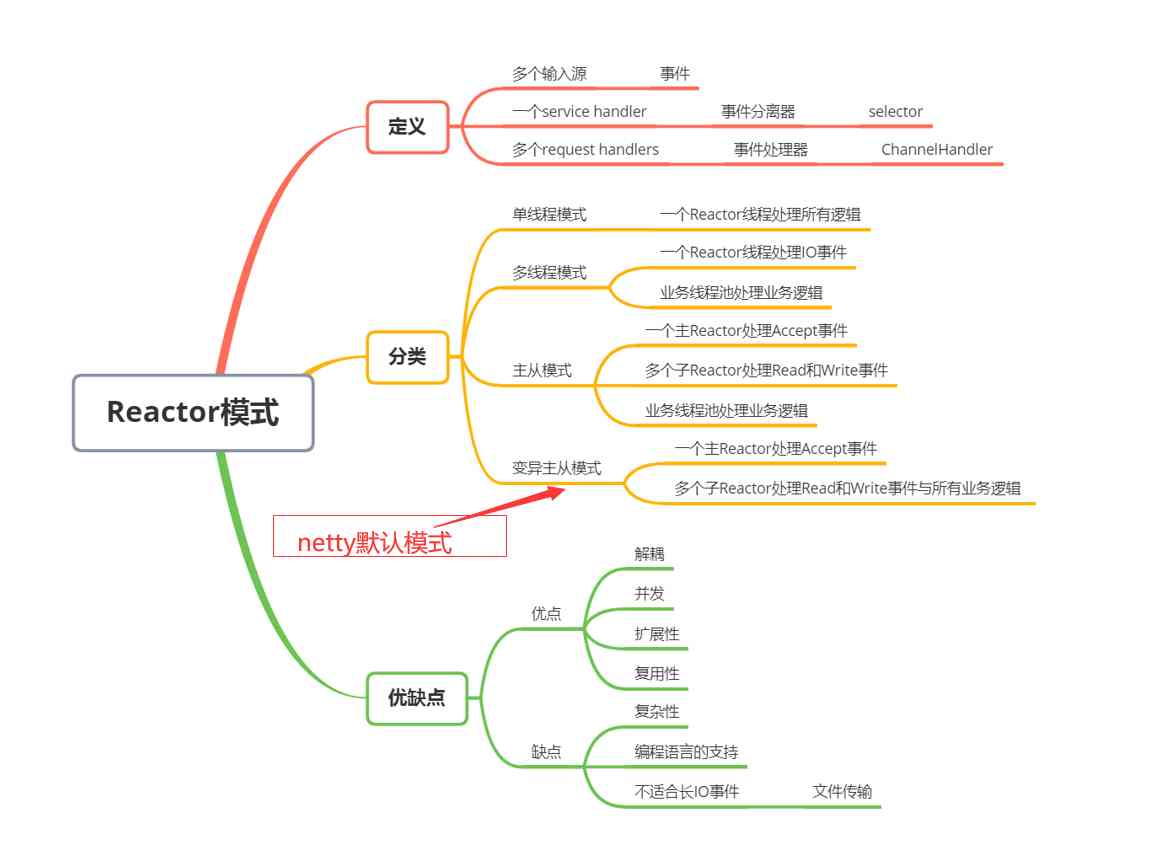 多个输入源 事件
一个service handler 事件分离器 selector
定义
多个request handlers 事件处理器 ChannelHandler
单线程模式 一个Reactor线程处理所有逻辑
一个Reactor线程处理IO事件
多线程模式
业务线程池处理业务逻辑
一个主Reactor处理Accept事件
分类
主从模式 多个子Reactor处理Read和Write事件
Reactor模式
业务线程池处理业务逻辑
一个主Reactor处理Accept事件
变异主从模式
多个子Reactor处理Read和Write事件与所有业务逻辑
netty默认模式
解耦
并发
优点
扩展性
复用性
优缺点
复杂性
缺点 编程语言的支持
不适合长IO事件 文件传输